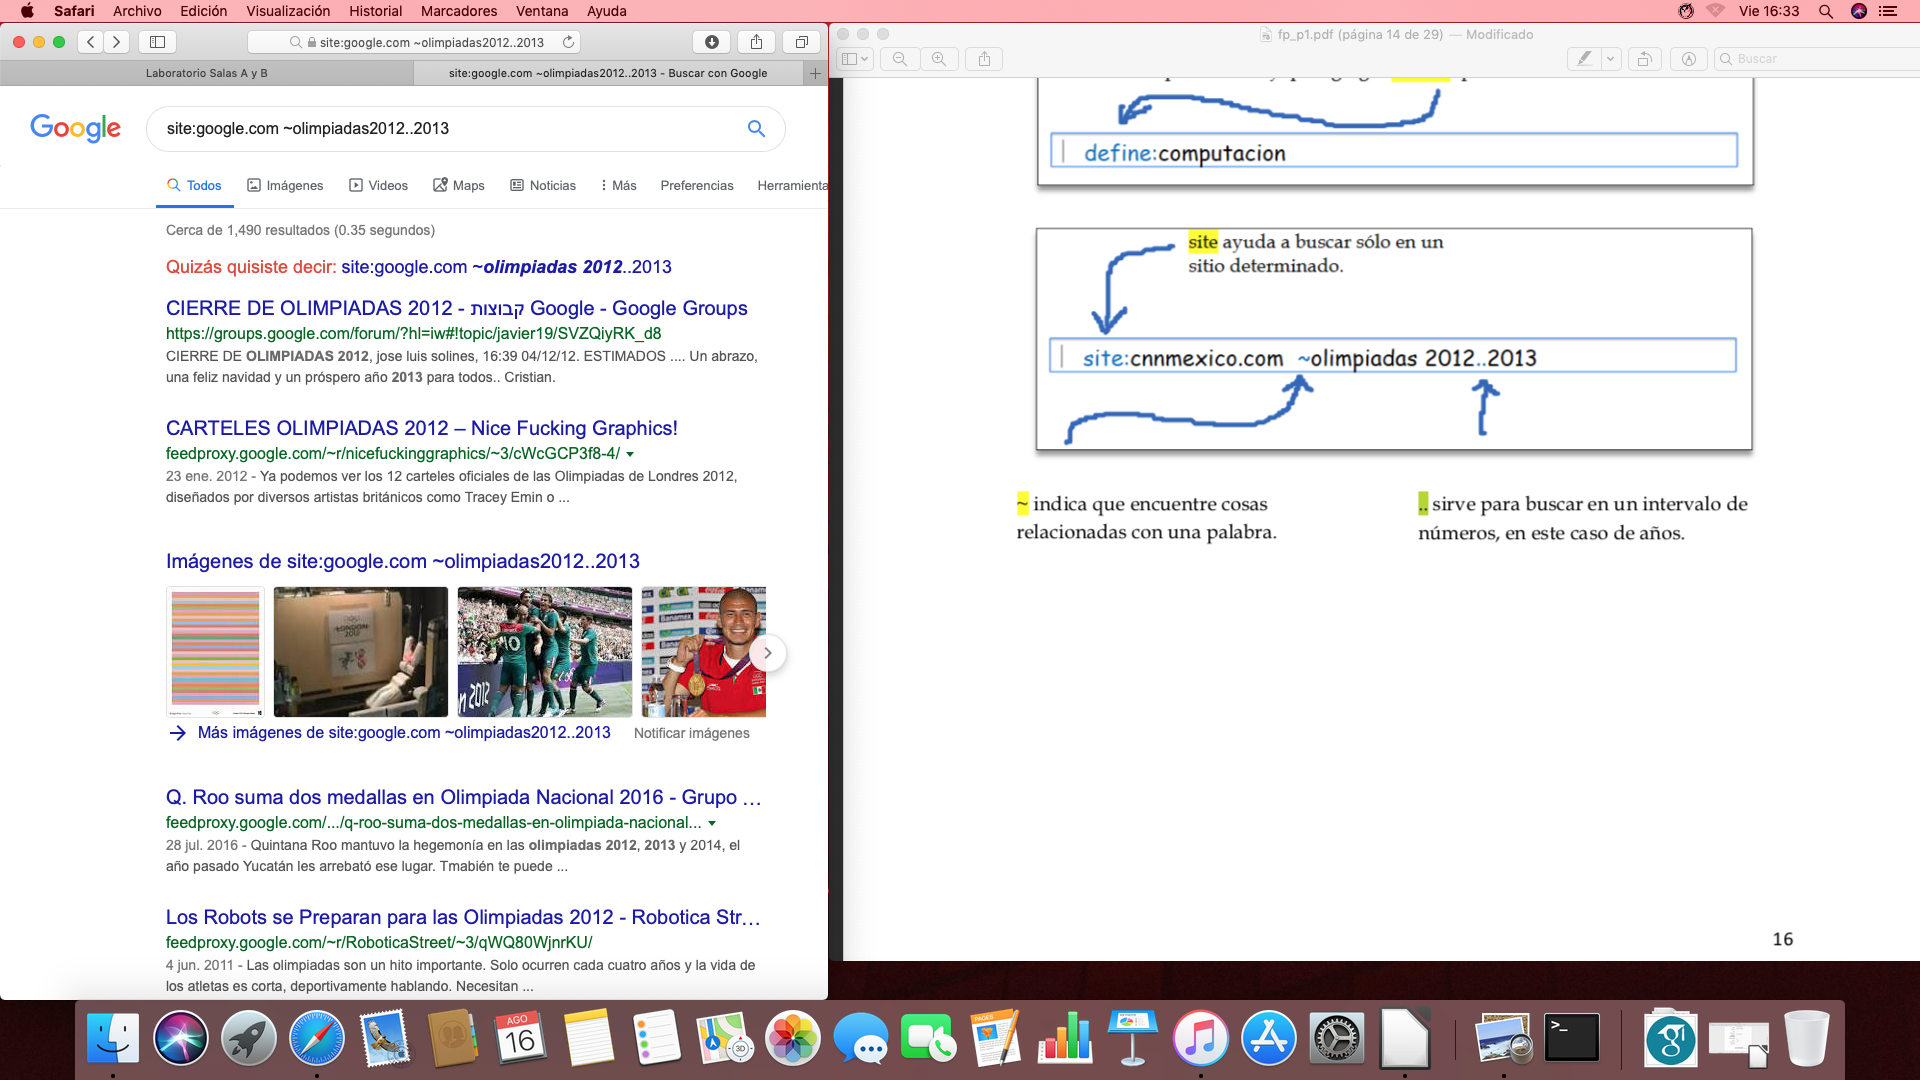 Safari Archivo Edición Visualización Historial Marcadores Ventana Ayuda
Vie 16:33
site:google.com ~olimpiadas2012..2013
Laboratorio Salas A y B
site:google.com ~olimpiadas2012..2013 - Buscar con Google
Google
site:google.com ~olimpiadas2012..2013
Todos Imágenes Videos Maps Noticias Más Preferencias Herramienta
Cerca de 1,490 resultados (0.35 segundos)
Quizás quisiste decir: site:google.com ~olimpiadas 2012..2013
CIERRE DE OLIMPIADAS 2012 - קבוצות Google - Google Groups
https://groups.google.com/forum/?hl=iw#!topic/javier19/SVZQiyRK_d8
CIERRE DE OLIMPIADAS 2012, jose luis solines, 16:39 04/12/12. ESTIMADOS .... Un abrazo,
una feliz navidad y un próspero año 2013 para todos.. Cristian.
CARTELES OLIMPIADAS 2012 – Nice Fucking Graphics!
feedproxy.google.com/~r/nicefuckinggraphics/~3/cWcGCP3f8-4/
23 ene. 2012 - Ya podemos ver los 12 carteles oficiales de las Olimpiadas de Londres 2012,
diseñados por diversos artistas británicos como Tracey Emin o ...
Imágenes de site:google.com ~olimpiadas2012..2013
LONDON
2012
10
on 2012
Banamex
Más imágenes de site:google.com ~olimpiadas2012..2013
Notificar imágenes
Q. Roo suma dos medallas en Olimpiada Nacional 2016 - Grupo ...
feedproxy.google.com/.../q-roo-suma-dos-medallas-en-olimpiada-nacional...
28 jul. 2016 - Quintana Roo mantuvo la hegemonía en las olimpiadas 2012, 2013 y 2014, el
año pasado Yucatán les arrebató ese lugar. Tmabién te puede ...
Los Robots se Preparan para las Olimpiadas 2012 - Robotica Str...
feedproxy.google.com/~r/RoboticaStreet/~3/qWQ80WjnrKU/
4 jun. 2011 - Las olimpiadas son un hito importante. Solo ocurren cada cuatro años y la vida de
los atletas es corta, deportivamente hablando. Necesitan ...
fp_p1.pdf (página 14 de 29) — Modificado
Buscar
define:computacion
site ayuda a buscar sólo en un
sitio determinado.
site:cnnmexico.com ~olimpiadas 2012..2013
~ indica que encuentre cosas
relacionadas con una palabra.
.. sirve para buscar en un intervalo de
números, en este caso de años.
16
AGO
16
3D
PAGES
>_
g